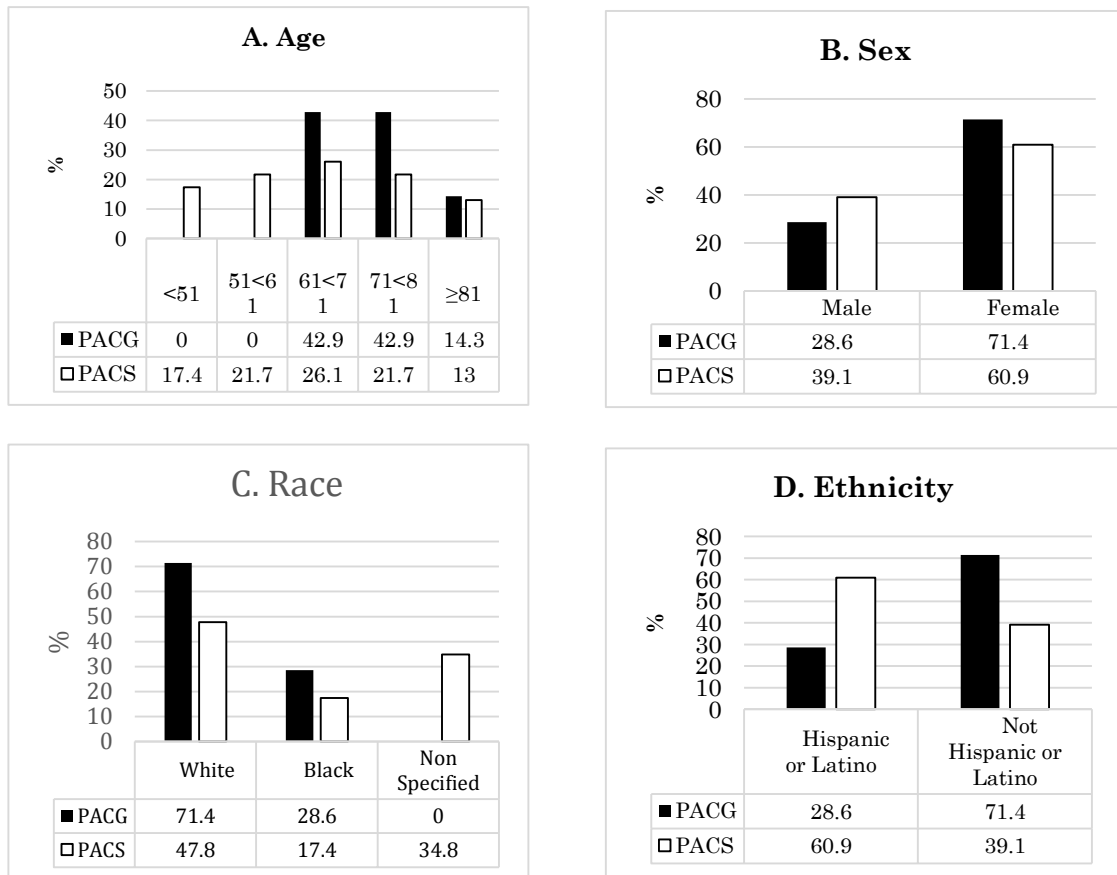 A. Age
%
50
40
30
20
10
0
<51 51<6 61<7 71<8 ≥81
1 1 1
PACG 0 0 42.9 42.9 14.3
PACS 17.4 21.7 26.1 21.7 13
B. Sex
%
80
60
40
20
0
Male Female
PACG 28.6 71.4
PACS 39.1 60.9
C. Race
%
80
70
60
50
40
30
20
10
0
White Black Non
Specified
PACG 71.4 28.6 0
PACS 47.8 17.4 34.8
D. Ethnicity
%
80
70
60
50
40
30
20
10
0
Hispanic Not
or Latino Hispanic or
Latino
PACG 28.6 71.4
PACS 60.9 39.1